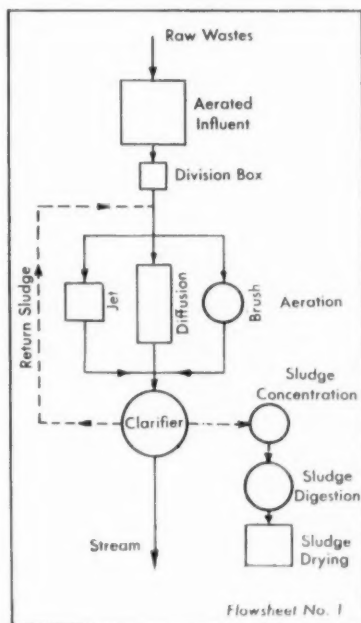 Raw Wastes
Aerated
Influent
Division Box
Return Sludge
Jet
Diffusion
Brush
Aeration
Sludge
Concentration
Clarifier
Sludge
Digestion
Stream
Sludge
Drying
Flowsheet No. 1